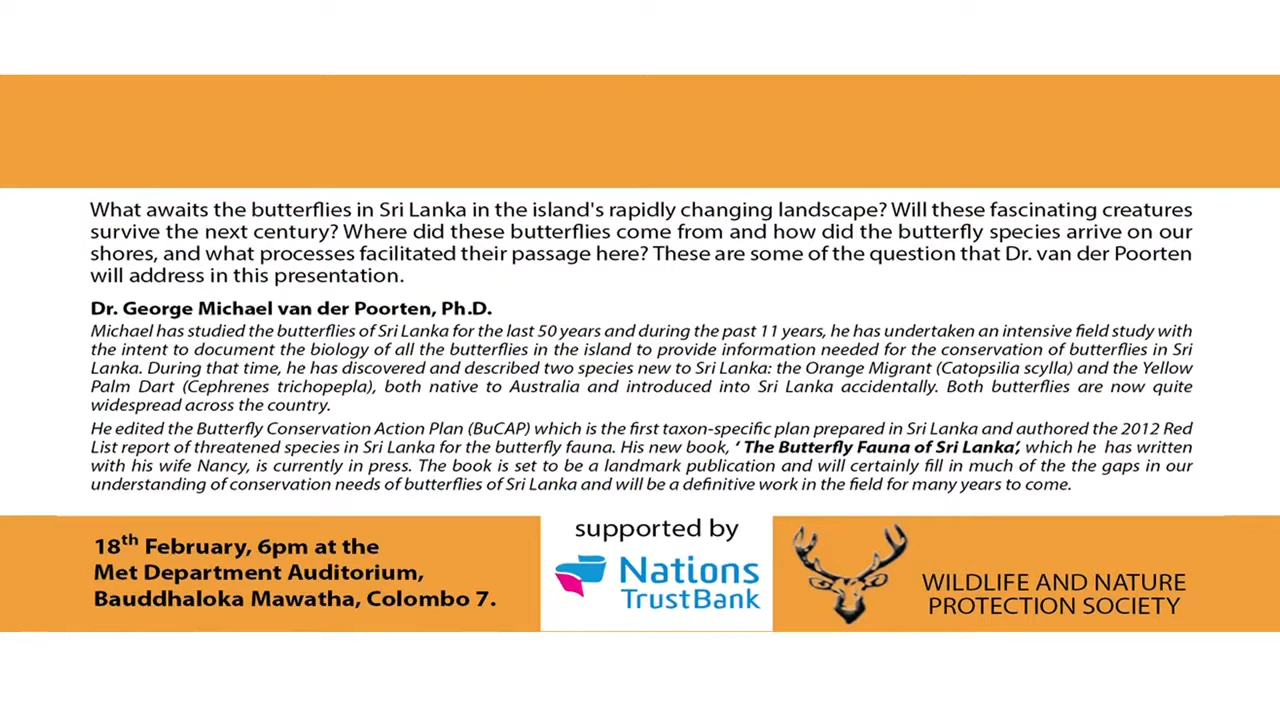 What awaits the butterflies in Sri Lanka in the island's rapidly changing landscape? Will these fascinating creatures
survive the next century? Where did these butterflies come from and how did the butterfly species arrive on our
shores, and what processes facilitated their passage here? These are some of the question that Dr. van der Poorten
will address in this presentation.
Dr. George Michael van der Poorten, Ph.D.
Michael has studied the butterflies of Sri Lanka for the last 50 years and during the past 11 years, he has undertaken an intensive field study with
the intent to document the biology of all the butterflies in the island to provide information needed for the conservation of butterflies in Sri
Lanka. During that time, he has discovered and described two species new to Sri Lanka: the Orange Migrant (Catopsilia scylla) and the Yellow
Palm Dart (Cephrenes trichopepla), both native to Australia and introduced into Sri Lanka accidentally. Both butterflies are now quite
widespread across the country.
He edited the Butterfly Conservation Action Plan (BuCAP) which is the first taxon-specific plan prepared in Sri Lanka and authored the 2012 Red
List report of threatened species in Sri Lanka for the butterfly fauna. His new book, ‘ The Butterfly Fauna of Sri Lanka’, which he has written
with his wife Nancy, is currently in press. The book is set to be a landmark publication and will certainly fill in much of the the gaps in our
understanding of conservation needs of butterflies of Sri Lanka and will be a definitive work in the field for many years to come.
18th February, 6pm at the
Met Department Auditorium,
Bauddhaloka Mawatha, Colombo 7.
supported by
Nations
TrustBank
WILDLIFE AND NATURE
PROTECTION SOCIETY